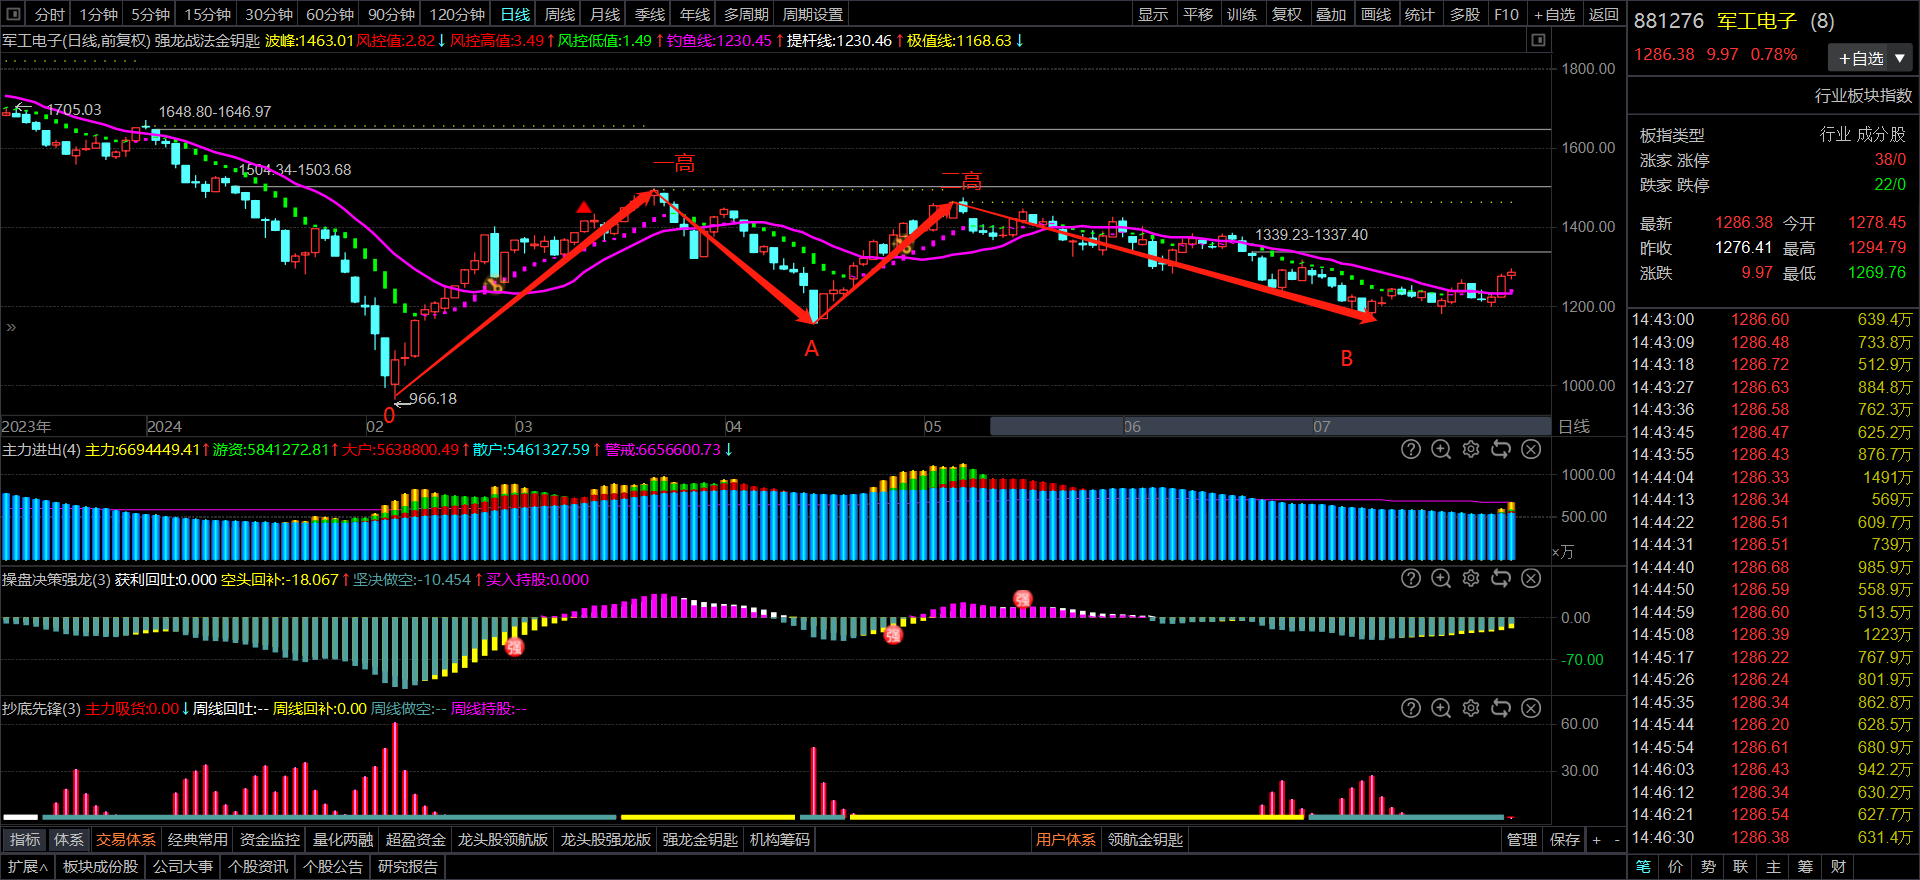 分时 1分钟 5分钟 15分钟 30分钟 60分钟 90分钟 120分钟 日线 周线 月线 季线 年线 多周期 周期设置 显示 平移 训练 复权 叠加 画线 统计 多股 F10 +自选 返回
881276 军工电子 (8)
军工电子(日线,前复权) 强龙战法金钥匙 波峰:1463.01 风控值:2.82↓ 风控高值:3.49↑ 风控低值:1.49↑ 钓鱼线:1230.45↑ 提杆线:1230.46↑ 极值线:1168.63↓
1286.38 9.97 0.78% +自选 ▼
行业板块指数
1800.00
1705.03
1648.80-1646.97
1600.00
一高
1504.34-1503.68
一高
1400.00
1339.23-1337.40
1200.00
»
A
B
1000.00
966.18
0
2023年 2024 02 03 04 05 06 07 日线
主力进出(4) 主力:6694449.41↑ 游资:5841272.81↑ 大户:5638800.49↑ 散户:5461327.59↑ 警戒:6656600.73↓
1000.00
500.00
×万
操盘决策强龙(3) 获利回吐:0.000 空头回补:-18.067↑ 坚决做空:-10.454↑ 买入持股:0.000
强
强
强
0.00
-70.00
抄底先锋(3) 主力吸货:0.00↓ 周线回吐:-- 周线回补:0.00 周线做空:-- 周线持股:--
60.00
30.00
指标 体系 交易体系 经典常用 资金监控 量化两融 超盈资金 龙头股领航版 龙头股强龙版 强龙金钥匙 机构筹码 用户体系 领航金钥匙 管理 保存 + -
扩展∧ 板块成份股 公司大事 个股资讯 个股公告 研究报告
板指类型 行业 成分股
涨家 涨停 38/0
跌家 跌停 22/0
最新 1286.38 今开 1278.45
昨收 1276.41 最高 1294.79
涨跌 9.97 最低 1269.76
14:43:00 1286.60 639.4万
14:43:09 1286.48 733.8万
14:43:18 1286.72 512.9万
14:43:27 1286.63 884.8万
14:43:36 1286.58 762.3万
14:43:45 1286.47 625.2万
14:43:55 1286.43 876.7万
14:44:04 1286.33 1491万
14:44:13 1286.34 569万
14:44:22 1286.51 609.7万
14:44:31 1286.51 739万
14:44:40 1286.68 985.9万
14:44:50 1286.59 558.9万
14:44:59 1286.60 513.5万
14:45:08 1286.39 1223万
14:45:17 1286.22 767.9万
14:45:26 1286.24 801.9万
14:45:35 1286.34 862.8万
14:45:44 1286.20 628.5万
14:45:54 1286.61 680.9万
14:46:03 1286.43 942.2万
14:46:12 1286.34 630.2万
14:46:21 1286.54 627.7万
14:46:30 1286.38 631.4万
笔 价 势 联 主 筹 财